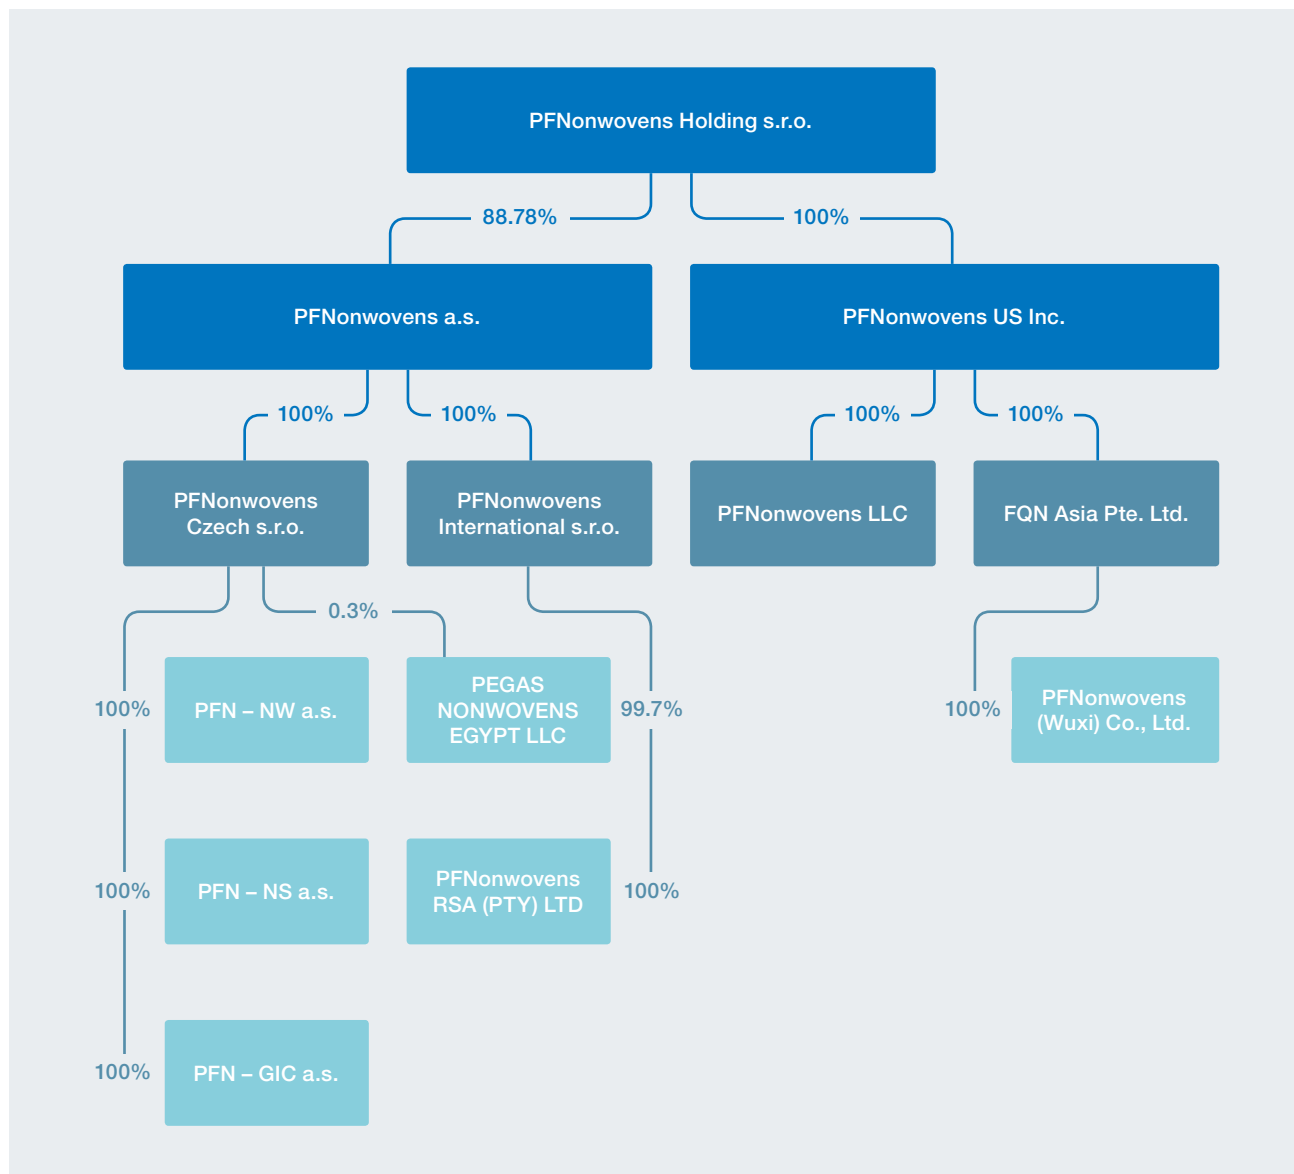 PFNonwovens Holding s.r.o.
88.78%
100%
PFNonwovens a.s.
PFNonwovens US Inc.
100%
100%
100%
100%
PFNonwovens
Czech s.r.o.
PFNonwovens
International s.r.o.
PFNonwovens LLC
FQN Asia Pte. Ltd.
0.3%
100%
PFN – NW a.s.
PEGAS
NONWOVENS
EGYPT LLC
99.7%
100%
PFNonwovens
(Wuxi) Co., Ltd.
100%
PFN – NS a.s.
PFNonwovens
RSA (PTY) LTD
100%
100%
PFN – GIC a.s.